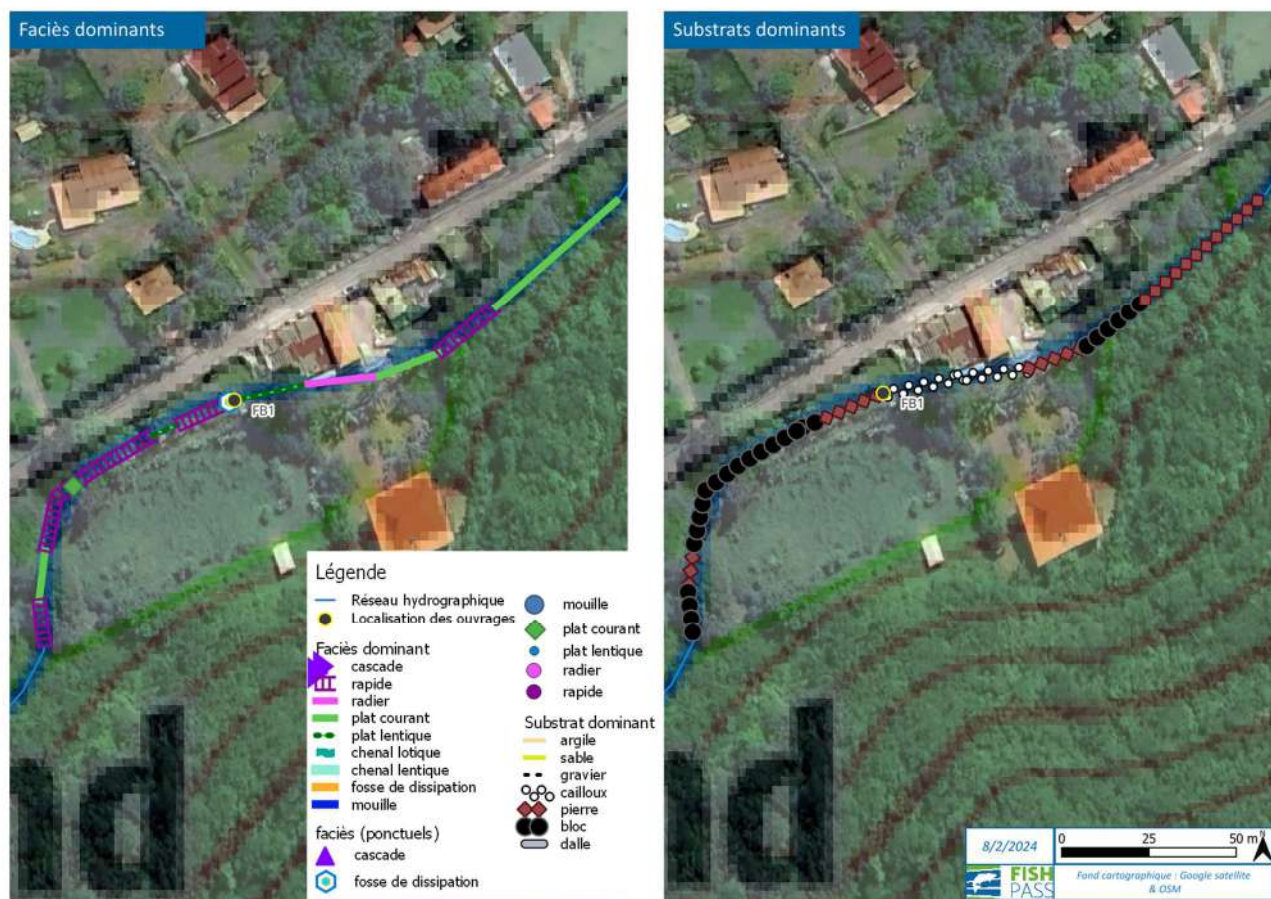 Faciès dominants
Substrats dominants
FB1
FB1
Légende
Réseau hydrographique
Localisation des ouvrages
Faciès dominant
cascade
rapide
radier
plat courant
plat lentique
chenal lotique
chenal lentique
fosse de dissipation
mouille
faciès (ponctuels)
cascade
fosse de dissipation
mouille
plat courant
plat lentique
radier
rapide
Substrat dominant
argile
sable
gravier
cailloux
pierre
bloc
dalle
nd
nd
8/2/2024
0 25 50 m
N
FISH
PASS
Fond cartographique : Google satellite
& OSM